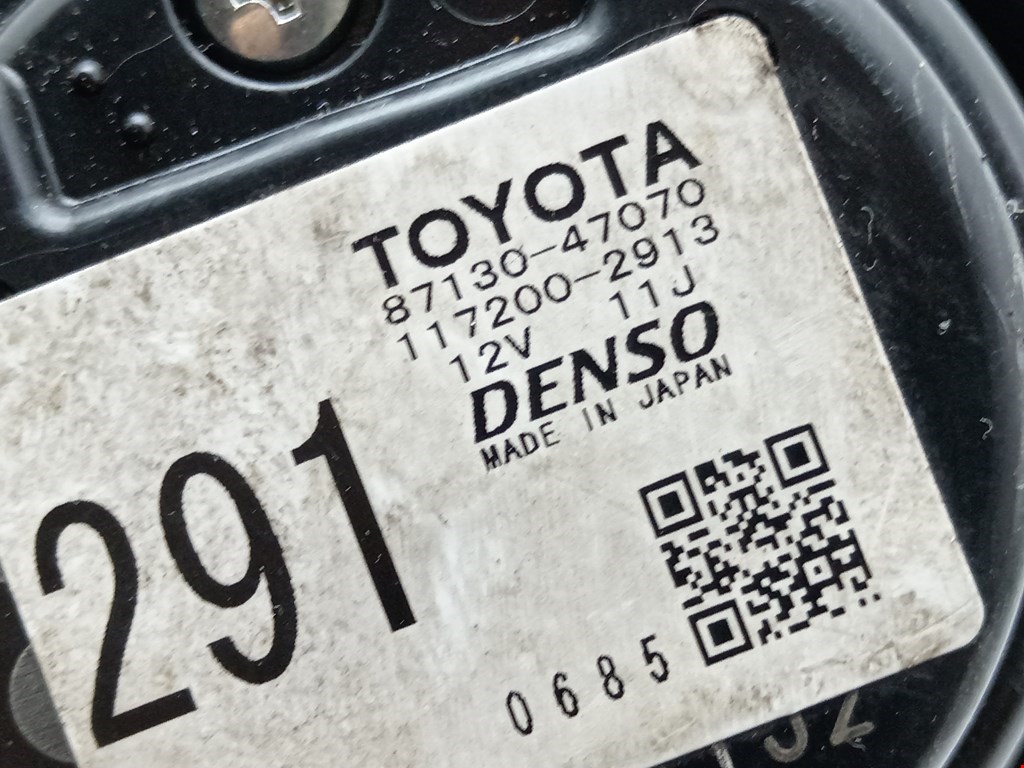 TOYOTA
87130-47070
117200-2913
12V 11J
DENSO
MADE IN JAPAN
291
0685